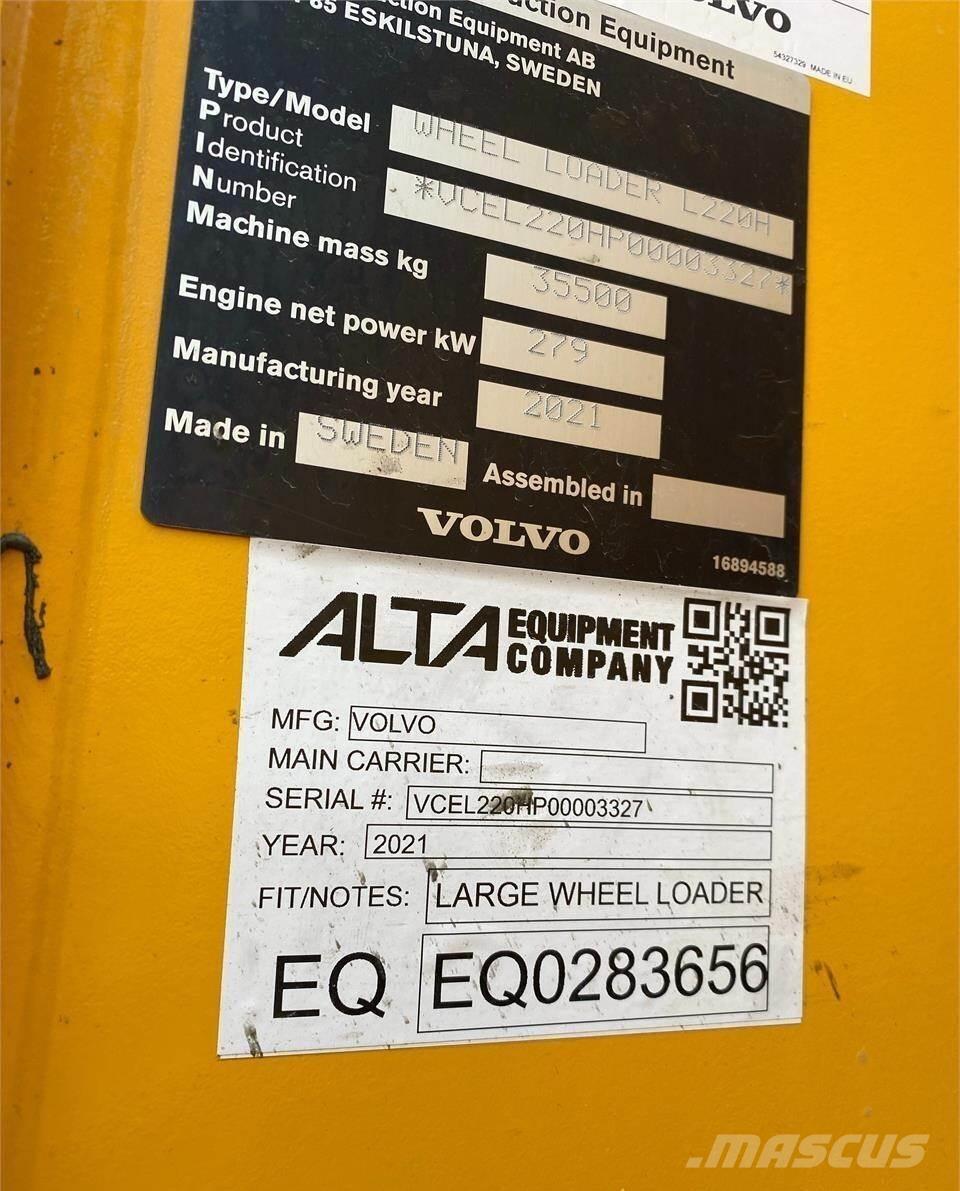 VOLVO
54327329 MADE IN EU
Construction Equipment
Equipment AB
85 ESKILSTUNA, SWEDEN
Type/Model WHEEL LOADER L220H
Product
Identification
Number *VCEL220HP00003327*
Machine mass kg 35500
Engine net power kW 279
Manufacturing year 2021
Made in SWEDEN Assembled in
VOLVO
16894588
ALTA EQUIPMENT
COMPANY
MFG: VOLVO
MAIN CARRIER:
SERIAL #: VCEL220HP00003327
YEAR: 2021
FIT/NOTES: LARGE WHEEL LOADER
EQ EQ0283656
.MASCUS